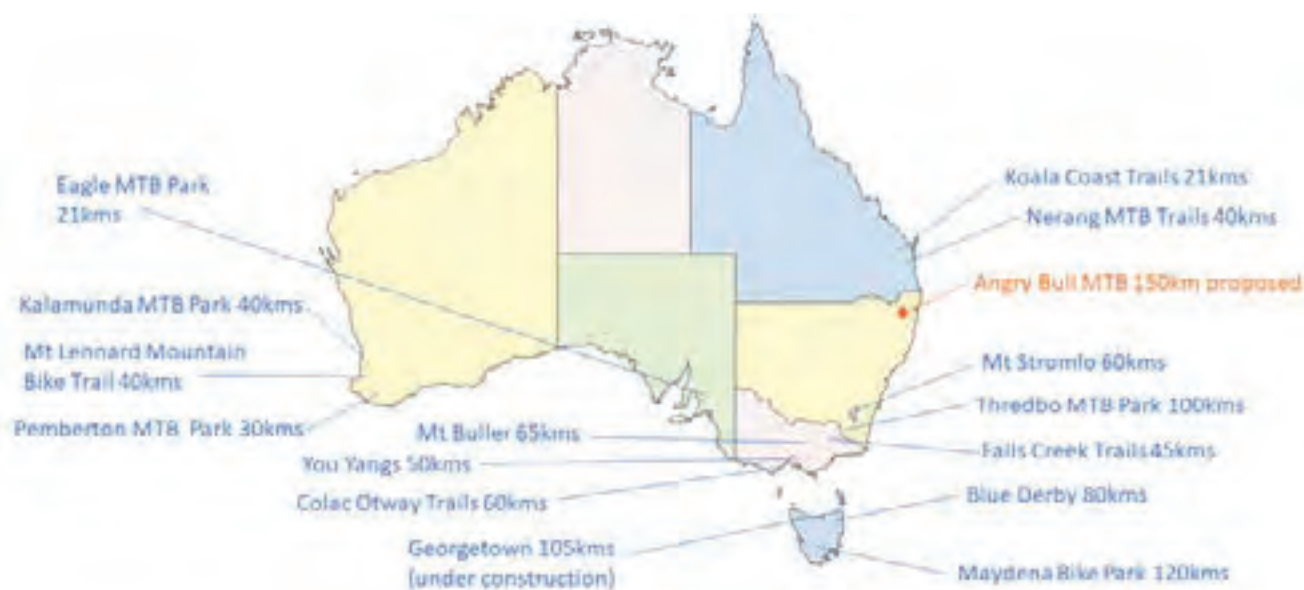 Eagle MTB Park
21kms
Kalamunda MTB Park 40kms
Mt Lennard Mountain
Bike Trail 40kms
Pemberton MTB Park 30kms
Mt Buller 65kms
You Yangs 50kms
Colac Otway Trails 60kms
Georgetown 105kms
(under construction)
Koala Coast Trails 21kms
Nerang MTB Trails 40kms
Angry Bull MTB 150km proposed
Mt Stromlo 60kms
Thredbo MTB Park 100kms
Falls Creek Trails 45kms
Blue Derby 80kms
Maydena Bike Park 120kms